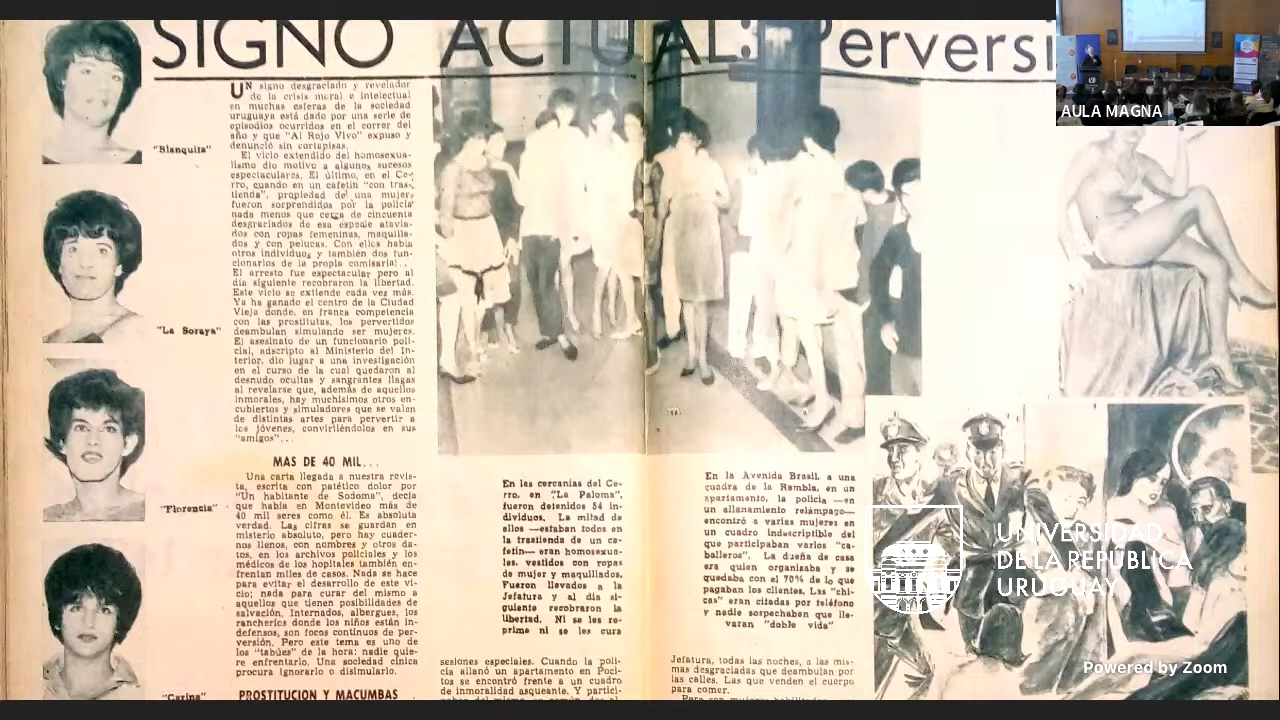 SIGNO ACTUAL: Perversi
AULA MAGNA
"Blanquita"
"La Soraya"
"Florencia"
"Carina"
UN signo desgraciado y revelador
de la crisis moral e intelectual
en muchas esferas de la sociedad
uruguaya está dado por una serie de
episodios ocurridos en el correr del
año y que "Al Rojo Vivo" expuso y
denunció sin cortapisas.
El vicio extendido del homosexua-
lismo dio motivo a algunos sucesos
espectaculares. El último, en el Ce-
rro, cuando en un cafetín "con tras-
tienda", propiedad de una mujer,
fueron sorprendidos por la policía
nada menos que cerca de cincuenta
desgraciados de esa especie atavia-
dos con ropas femeninas, maquilla-
dos y con pelucas. Con ellos había
otros individuos y también dos fun-
cionarios de la propia comisaría!..
El arresto fue espectacular pero al
día siguiente recobraron la libertad.
Este vicio se extiende cada vez más.
Ya ha ganado el centro de la Ciudad
Vieja donde, en franca competencia
con las prostitutas, los pervertidos
deambulan simulando ser mujeres.
El asesinato de un funcionario poli-
cial, adscripto al Ministerio del In-
terior, dio lugar a una investigación
en el curso de la cual quedaron al
desnudo ocultas y sangrantes llagas
al revelarse que, además de aquellos
inmorales, hay muchísimos otros en-
cubiertos y simuladores que se valen
de distintas artes para pervertir a
los jóvenes, convirtiéndolos en sus
"amigos"...
MAS DE 40 MIL...
Una carta llegada a nuestra revis-
ta, escrita con patético dolor por
"Un habitante de Sodoma", decía
que había en Montevideo más de
40 mil seres como él. Es absoluta
verdad. Las cifras se guardan en
misterio absoluto, pero hay cuader-
nos llenos, con nombres y otros da-
tos, en los archivos policiales y los
médicos de los hopitales también en-
frentan miles de casos. Nada se hace
para evitar el desarrollo de este vi-
cio; nada para curar del mismo a
aquellos que tienen posibilidades de
salvación. Internados, albergues, los
rancheríos donde los niños están in-
defensos, son focos continuos de per-
versión. Pero este tema es uno de
los "tabúes" de la hora: nadie quie-
re enfrentarlo. Una sociedad cínica
procura ignorarlo o disimularlo.
PROSTITUCION Y MACUMBAS
En las cercanías del Ce-
rro, en "La Paloma",
fueron detenidos 54 in-
dividuos. La mitad de
ellos —estaban todos en
la trastienda de un ca-
fetín— eran homosexua-
les, vestidos con ropas
de mujer y maquillados.
Fueron llevados a la
Jefatura y al día si-
guiente recobraron la
libertad. Ni se les re-
prime ni se les cura
sesiones especiales. Cuando la poli-
cía allanó un apartamento en Poci-
tos se encontró frente a un cuadro
de inmoralidad asqueante. Y partici-
En la Avenida Brasil, a una
cuadra de la Rambla, en un
apartamento, la policía —en
un allanamiento relámpago—
encontró a varias mujeres en
un cuadro indescriptible del
que participaban varios "ca-
balleros". La dueña de casa
era quien organizaba y se
quedaba con el 70% de lo que
pagaban los clientes. Las "chi-
cas" eran citadas por teléfono
y nadie sospechaban que lle-
varan "doble vida"
Jefatura, todas las noches, a las mis-
mas desgraciadas que deambulan por
las calles. Las que venden el cuerpo
para comer.
UNIVERSIDAD
DE LA REPÚBLICA
URUGUAY
Powered by Zoom